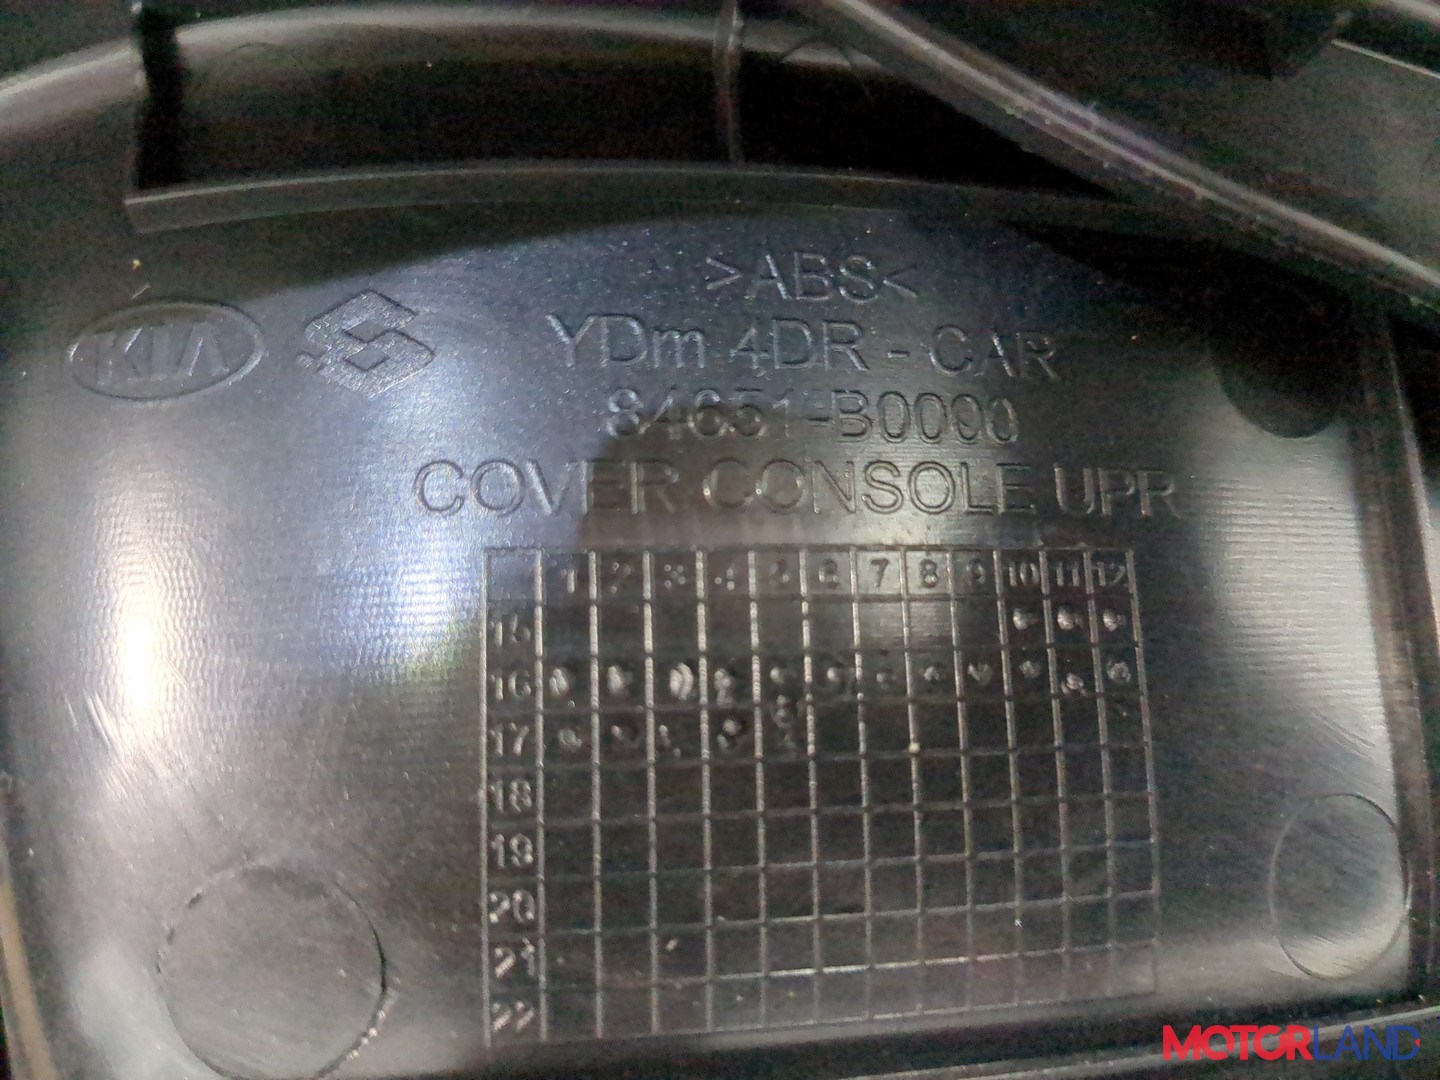 >ABS<
KIA
YDm 4DR - CAR
84651-B0000
COVER CONSOLE UPR
1 2 3 4 5 6 7 8 9 10 11 12
15
16
17
18
19
20
21
22
MOTORLAND